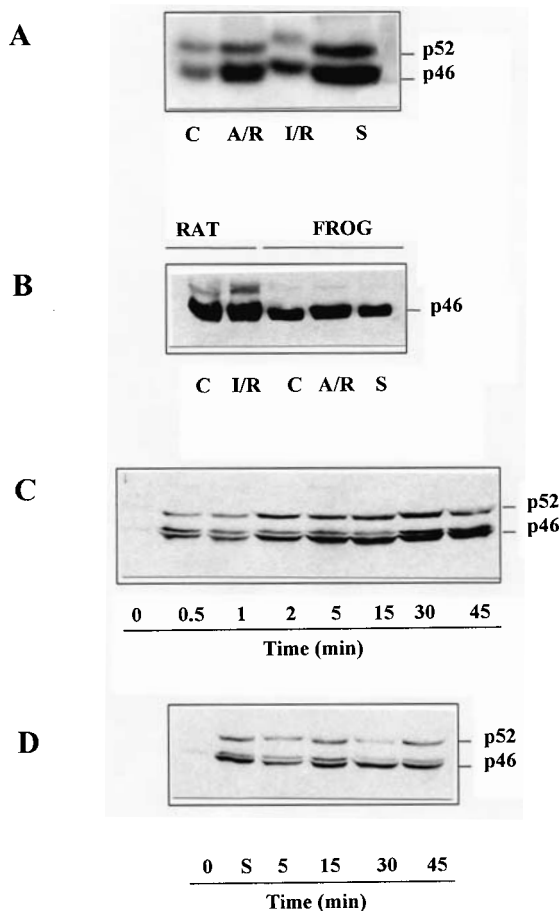 A
p52
p46
C A/R I/R S
RAT FROG
B
p46
C I/R C A/R S
C
p52
p46
0 0.5 1 2 5 15 30 45
Time (min)
D
p52
p46
0 S 5 15 30 45
Time (min)